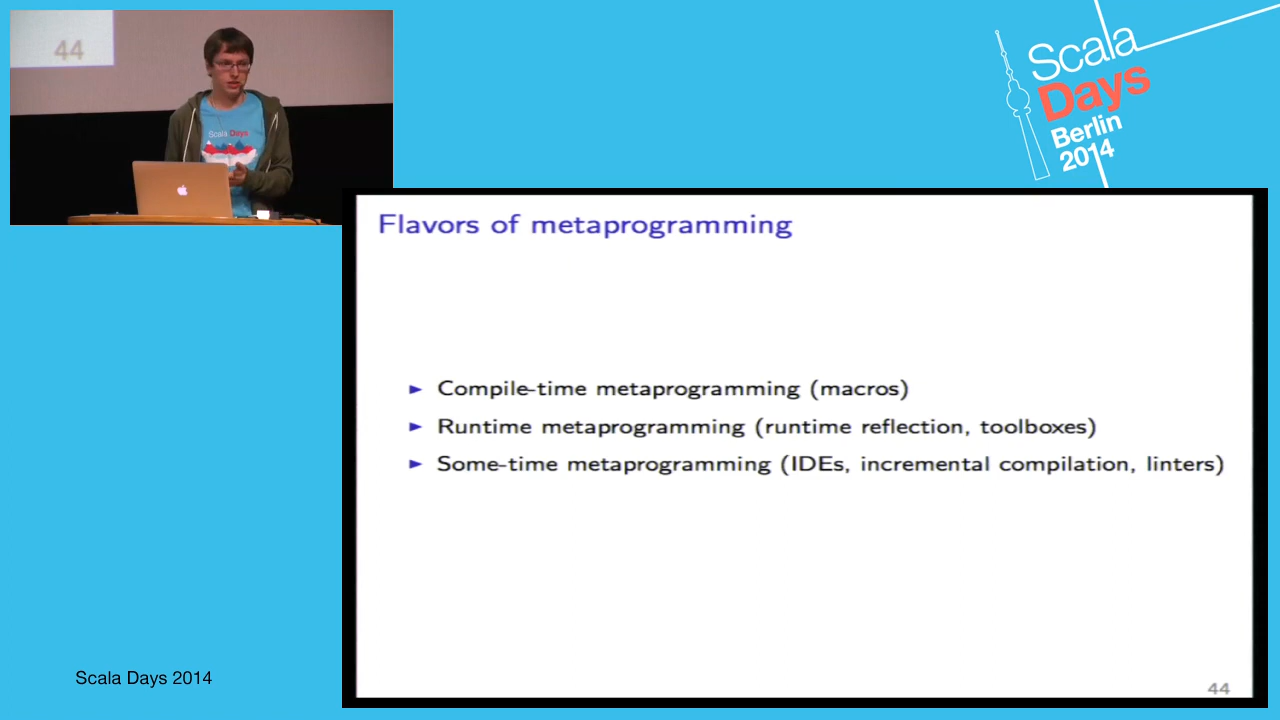 44
Scala Days
Scala
Days
Berlin
2014
Flavors of metaprogramming
► Compile-time metaprogramming (macros)
► Runtime metaprogramming (runtime reflection, toolboxes)
► Some-time metaprogramming (IDEs, incremental compilation, linters)
44
Scala Days 2014